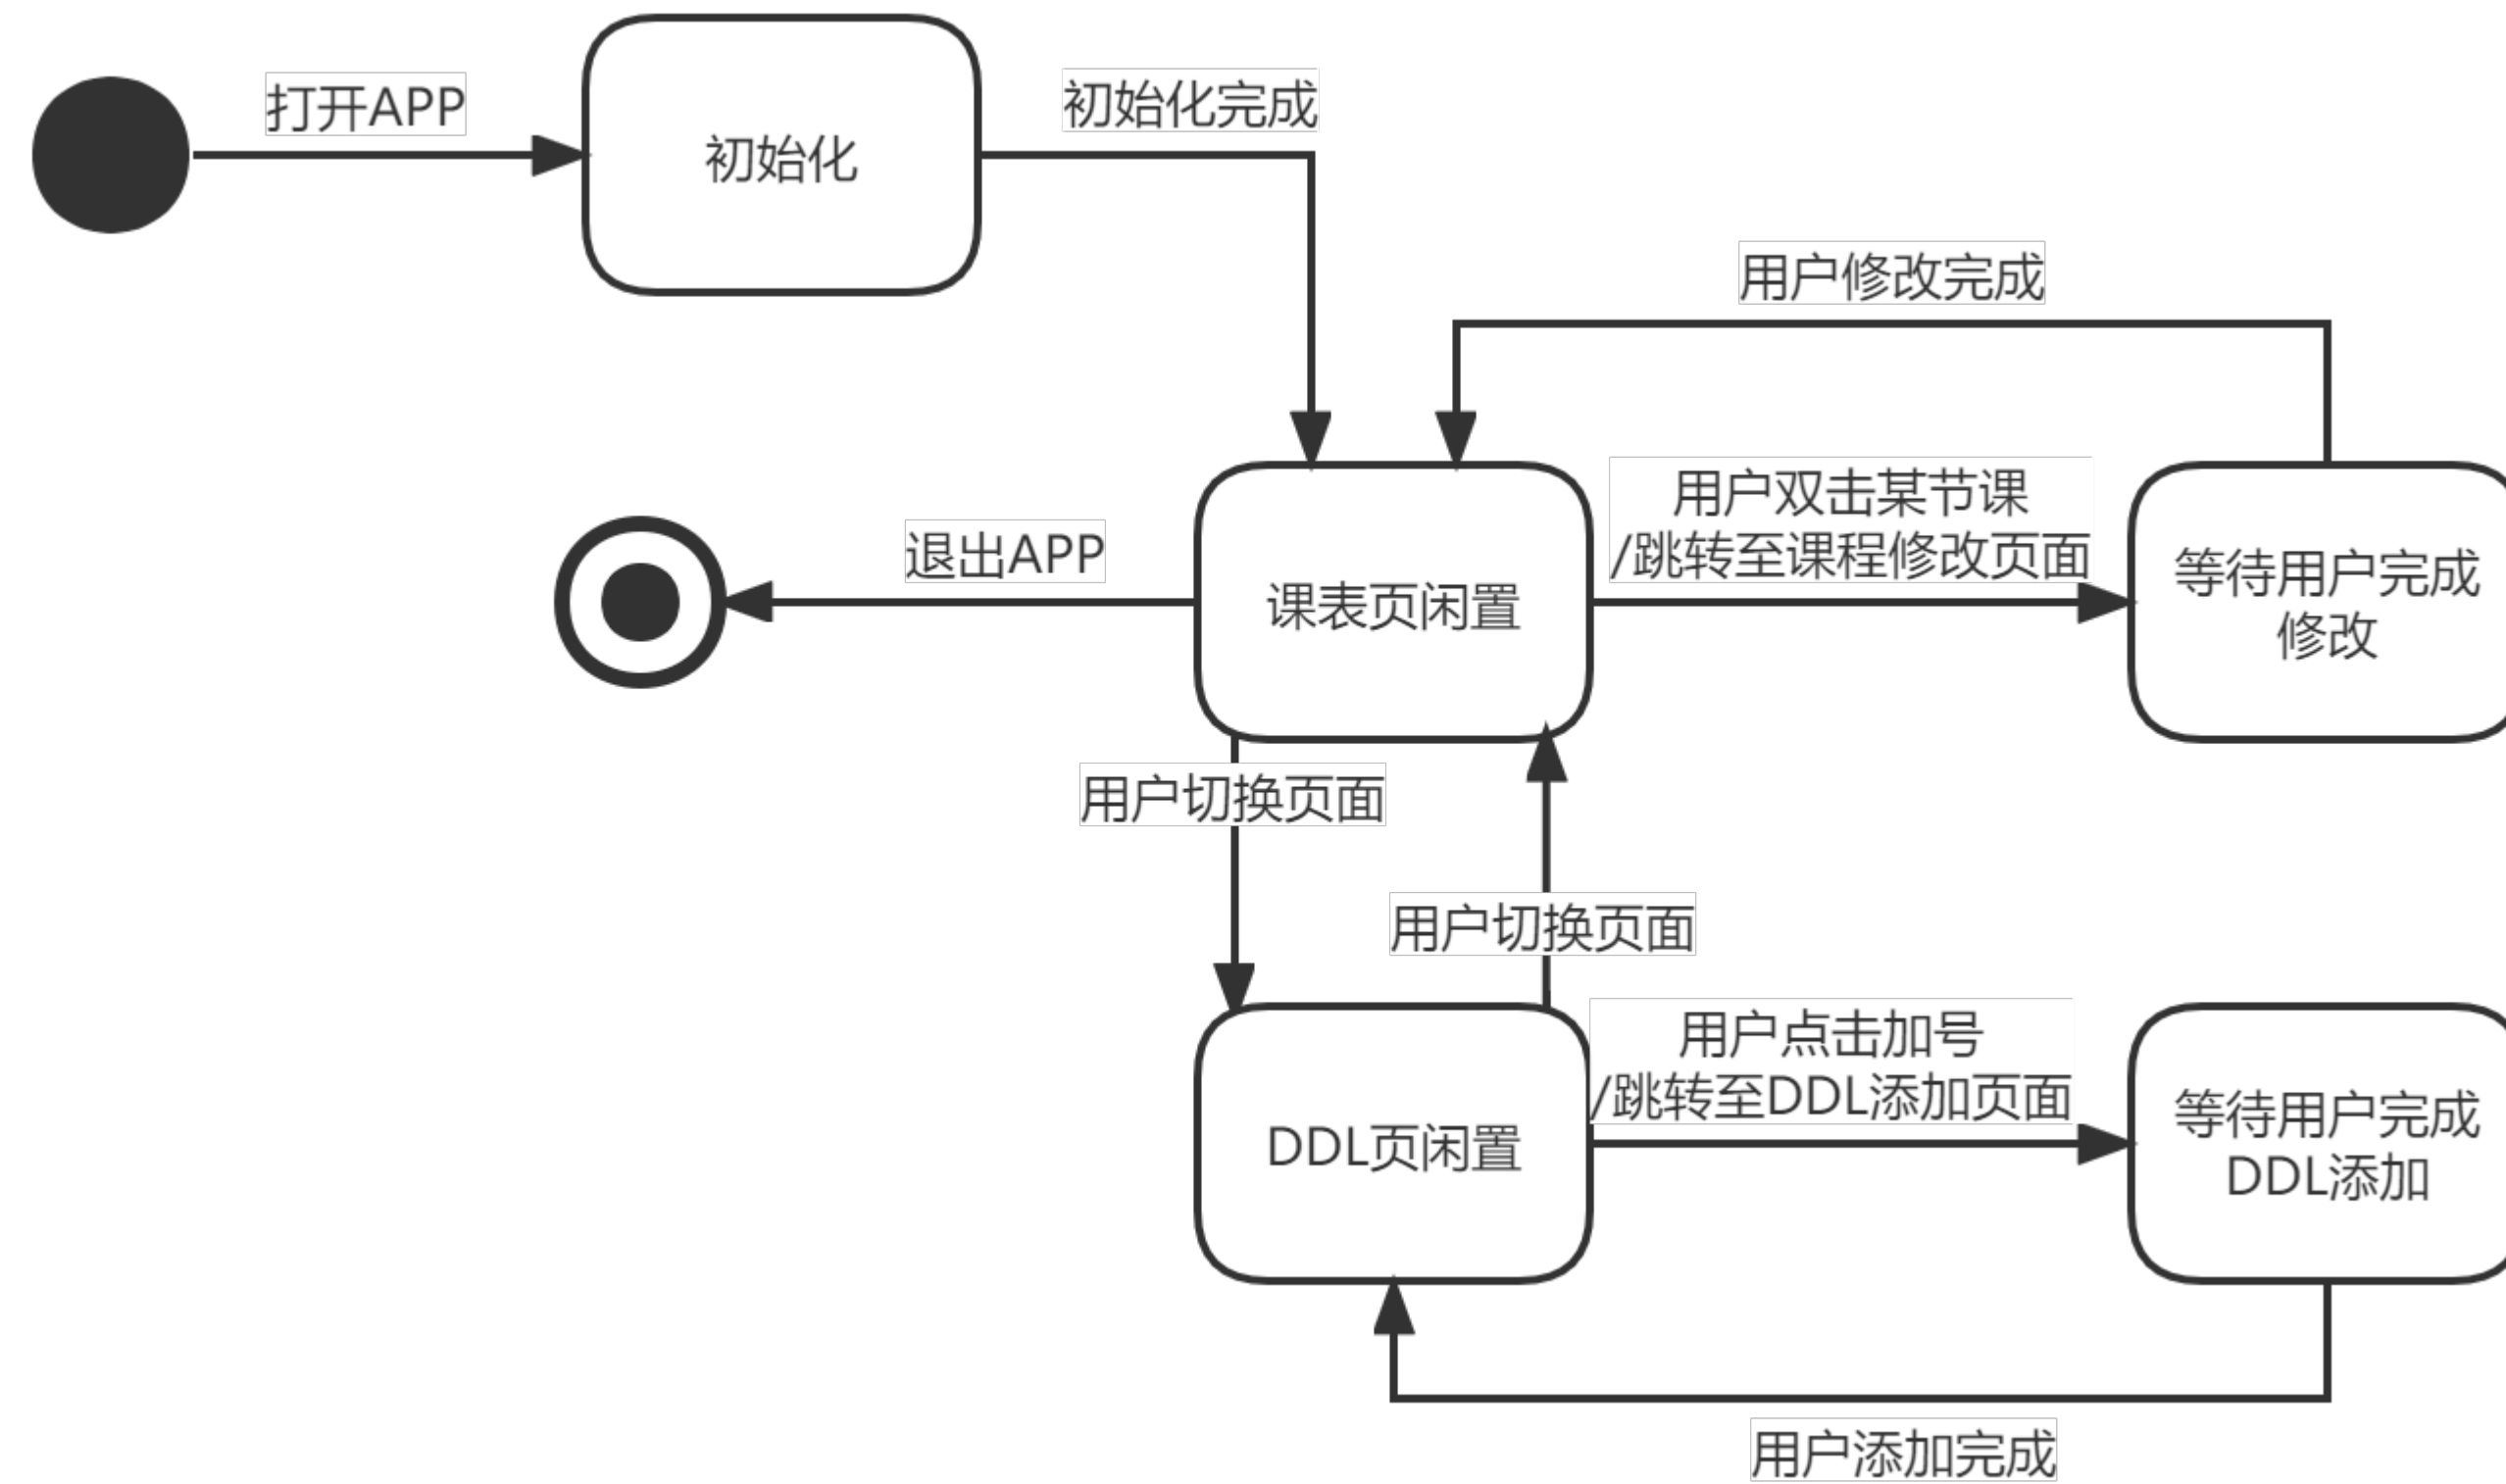 打开APP
初始化
初始化完成
用户修改完成
退出APP
课表页闲置
用户双击某节课
/跳转至课程修改页面
等待用户完成
修改
用户切换页面
用户切换页面
DDL页闲置
用户点击加号
/跳转至DDL添加页面
等待用户完成
DDL添加
用户添加完成